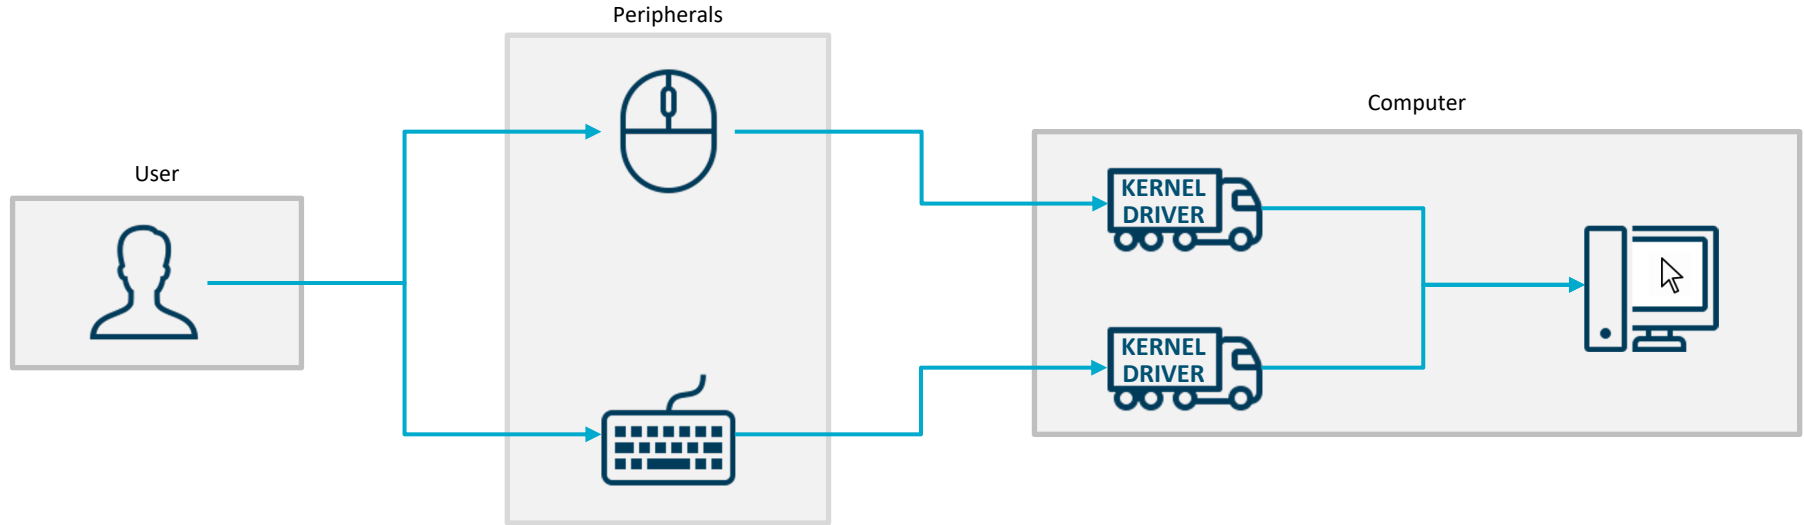 Peripherals
Computer
User
KERNEL
DRIVER
KERNEL
DRIVER